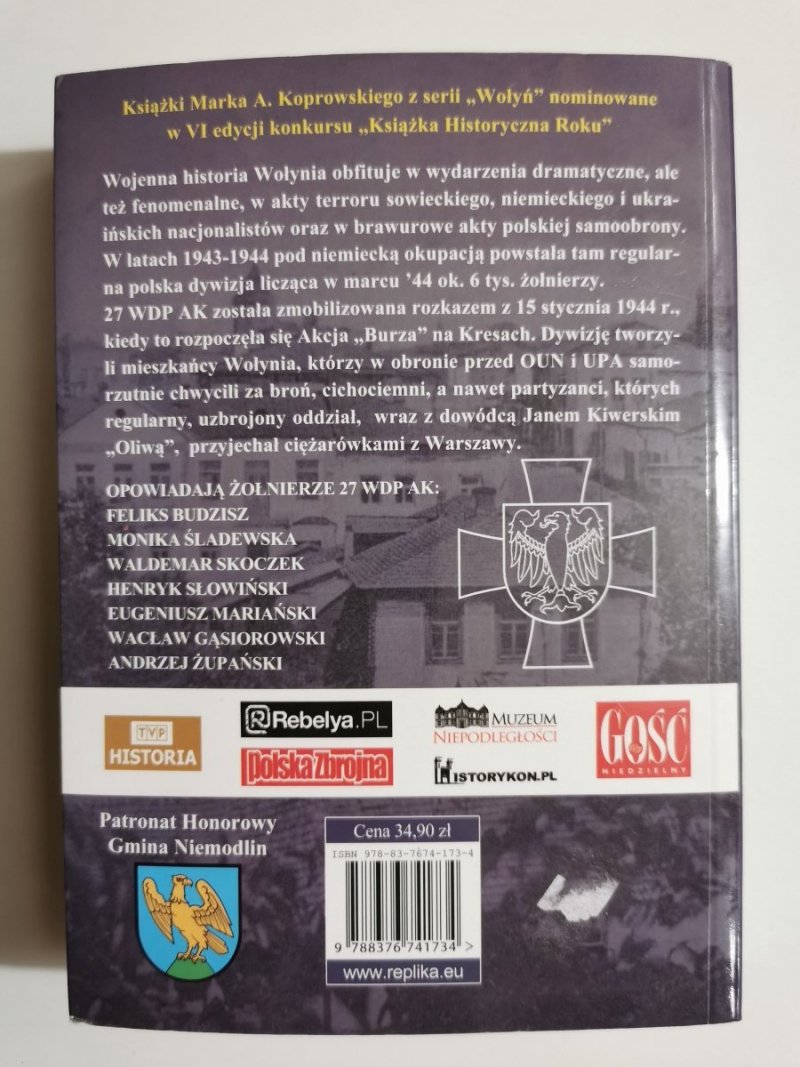 Książki Marka A. Koprowskiego z serii „Wołyń” nominowane
w VI edycji konkursu „Książka Historyczna Roku”
Wojenna historia Wołynia obfituje w wydarzenia dramatyczne, ale
też fenomenalne, w akty terroru sowieckiego, niemieckiego i ukra-
ińskich nacjonalistów oraz w brawurowe akty polskiej samoobrony.
W latach 1943-1944 pod niemiecką okupacją powstała tam regular-
na polska dywizja licząca w marcu ’44 ok. 6 tys. żołnierzy.
27 WDP AK została zmobilizowana rozkazem z 15 stycznia 1944 r.,
kiedy to rozpoczęła się Akcja „Burza” na Kresach. Dywizję tworzy-
li mieszkańcy Wołynia, którzy w obronie przed OUN i UPA samo-
rzutnie chwycili za broń, cichociemni, a nawet partyzanci, których
regularny, uzbrojony oddział, wraz z dowódcą Janem Kiwerskim
„Oliwą”, przyjechał ciężarówkami z Warszawy.
OPOWIADAJĄ ŻOŁNIERZE 27 WDP AK:
FELIKS BUDZISZ
MONIKA ŚLADEWSKA
WALDEMAR SKOCZEK
HENRYK SŁOWIŃSKI
EUGENIUSZ MARIAŃSKI
WACŁAW GĄSIOROWSKI
ANDRZEJ ŻUPAŃSKI
TVP
HISTORIA
Rebelya.PL
Polska Zbrojna
MUZEUM
NIEPODLEGŁOŚCI
HISTORYKON.PL
GOŚĆ
NIEDZIELNY
Patronat Honorowy
Gmina Niemodlin
Cena 34,90 zł
ISBN 978-83-7674-173-4
9 788376 741734 >
www.replika.eu